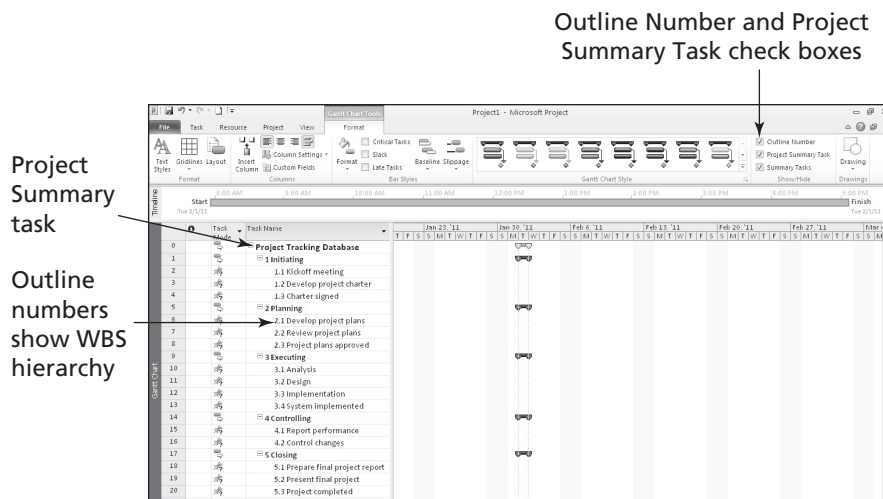 Outline Number and Project
Summary Task check boxes
Project
Summary
task
Outline
numbers
show WBS
hierarchy
Gantt Chart Tools
Project1 - Microsoft Project
File Task Resource Project View Format
Text Styles Gridlines Layout Insert Column Column Settings Custom Fields Format Critical Tasks Slack Late Tasks Baseline Slippage Outline Number Project Summary Task Summary Tasks Drawing
Format Columns Bar Styles Gantt Chart Style Show/Hide Drawings
Timeline
8:00 AM 9:00 AM 10:00 AM 11:00 AM 12:00 PM 1:00 PM 2:00 PM 3:00 PM 4:00 PM 5:00 PM
Start Finish
Tue 2/1/11 Tue 2/1/11
Task Mode Task Name Jan 23, '11 Jan 30, '11 Feb 6, '11 Feb 13, '11 Feb 20, '11 Feb 27, '11
T F S S M T W T F S S M T W T F S S M T W T F S S M T W T F S S M T W T F S S M T W T F S S M
0 Project Tracking Database
1 1 Initiating
2 1.1 Kickoff meeting
3 1.2 Develop project charter
4 1.3 Charter signed
5 2 Planning
6 2.1 Develop project plans
7 2.2 Review project plans
8 2.3 Project plans approved
9 3 Executing
10 3.1 Analysis
11 3.2 Design
12 3.3 Implementation
13 3.4 System implemented
14 4 Controlling
15 4.1 Report performance
16 4.2 Control changes
17 5 Closing
18 5.1 Prepare final project report
19 5.2 Present final project
20 5.3 Project completed
Gantt Chart